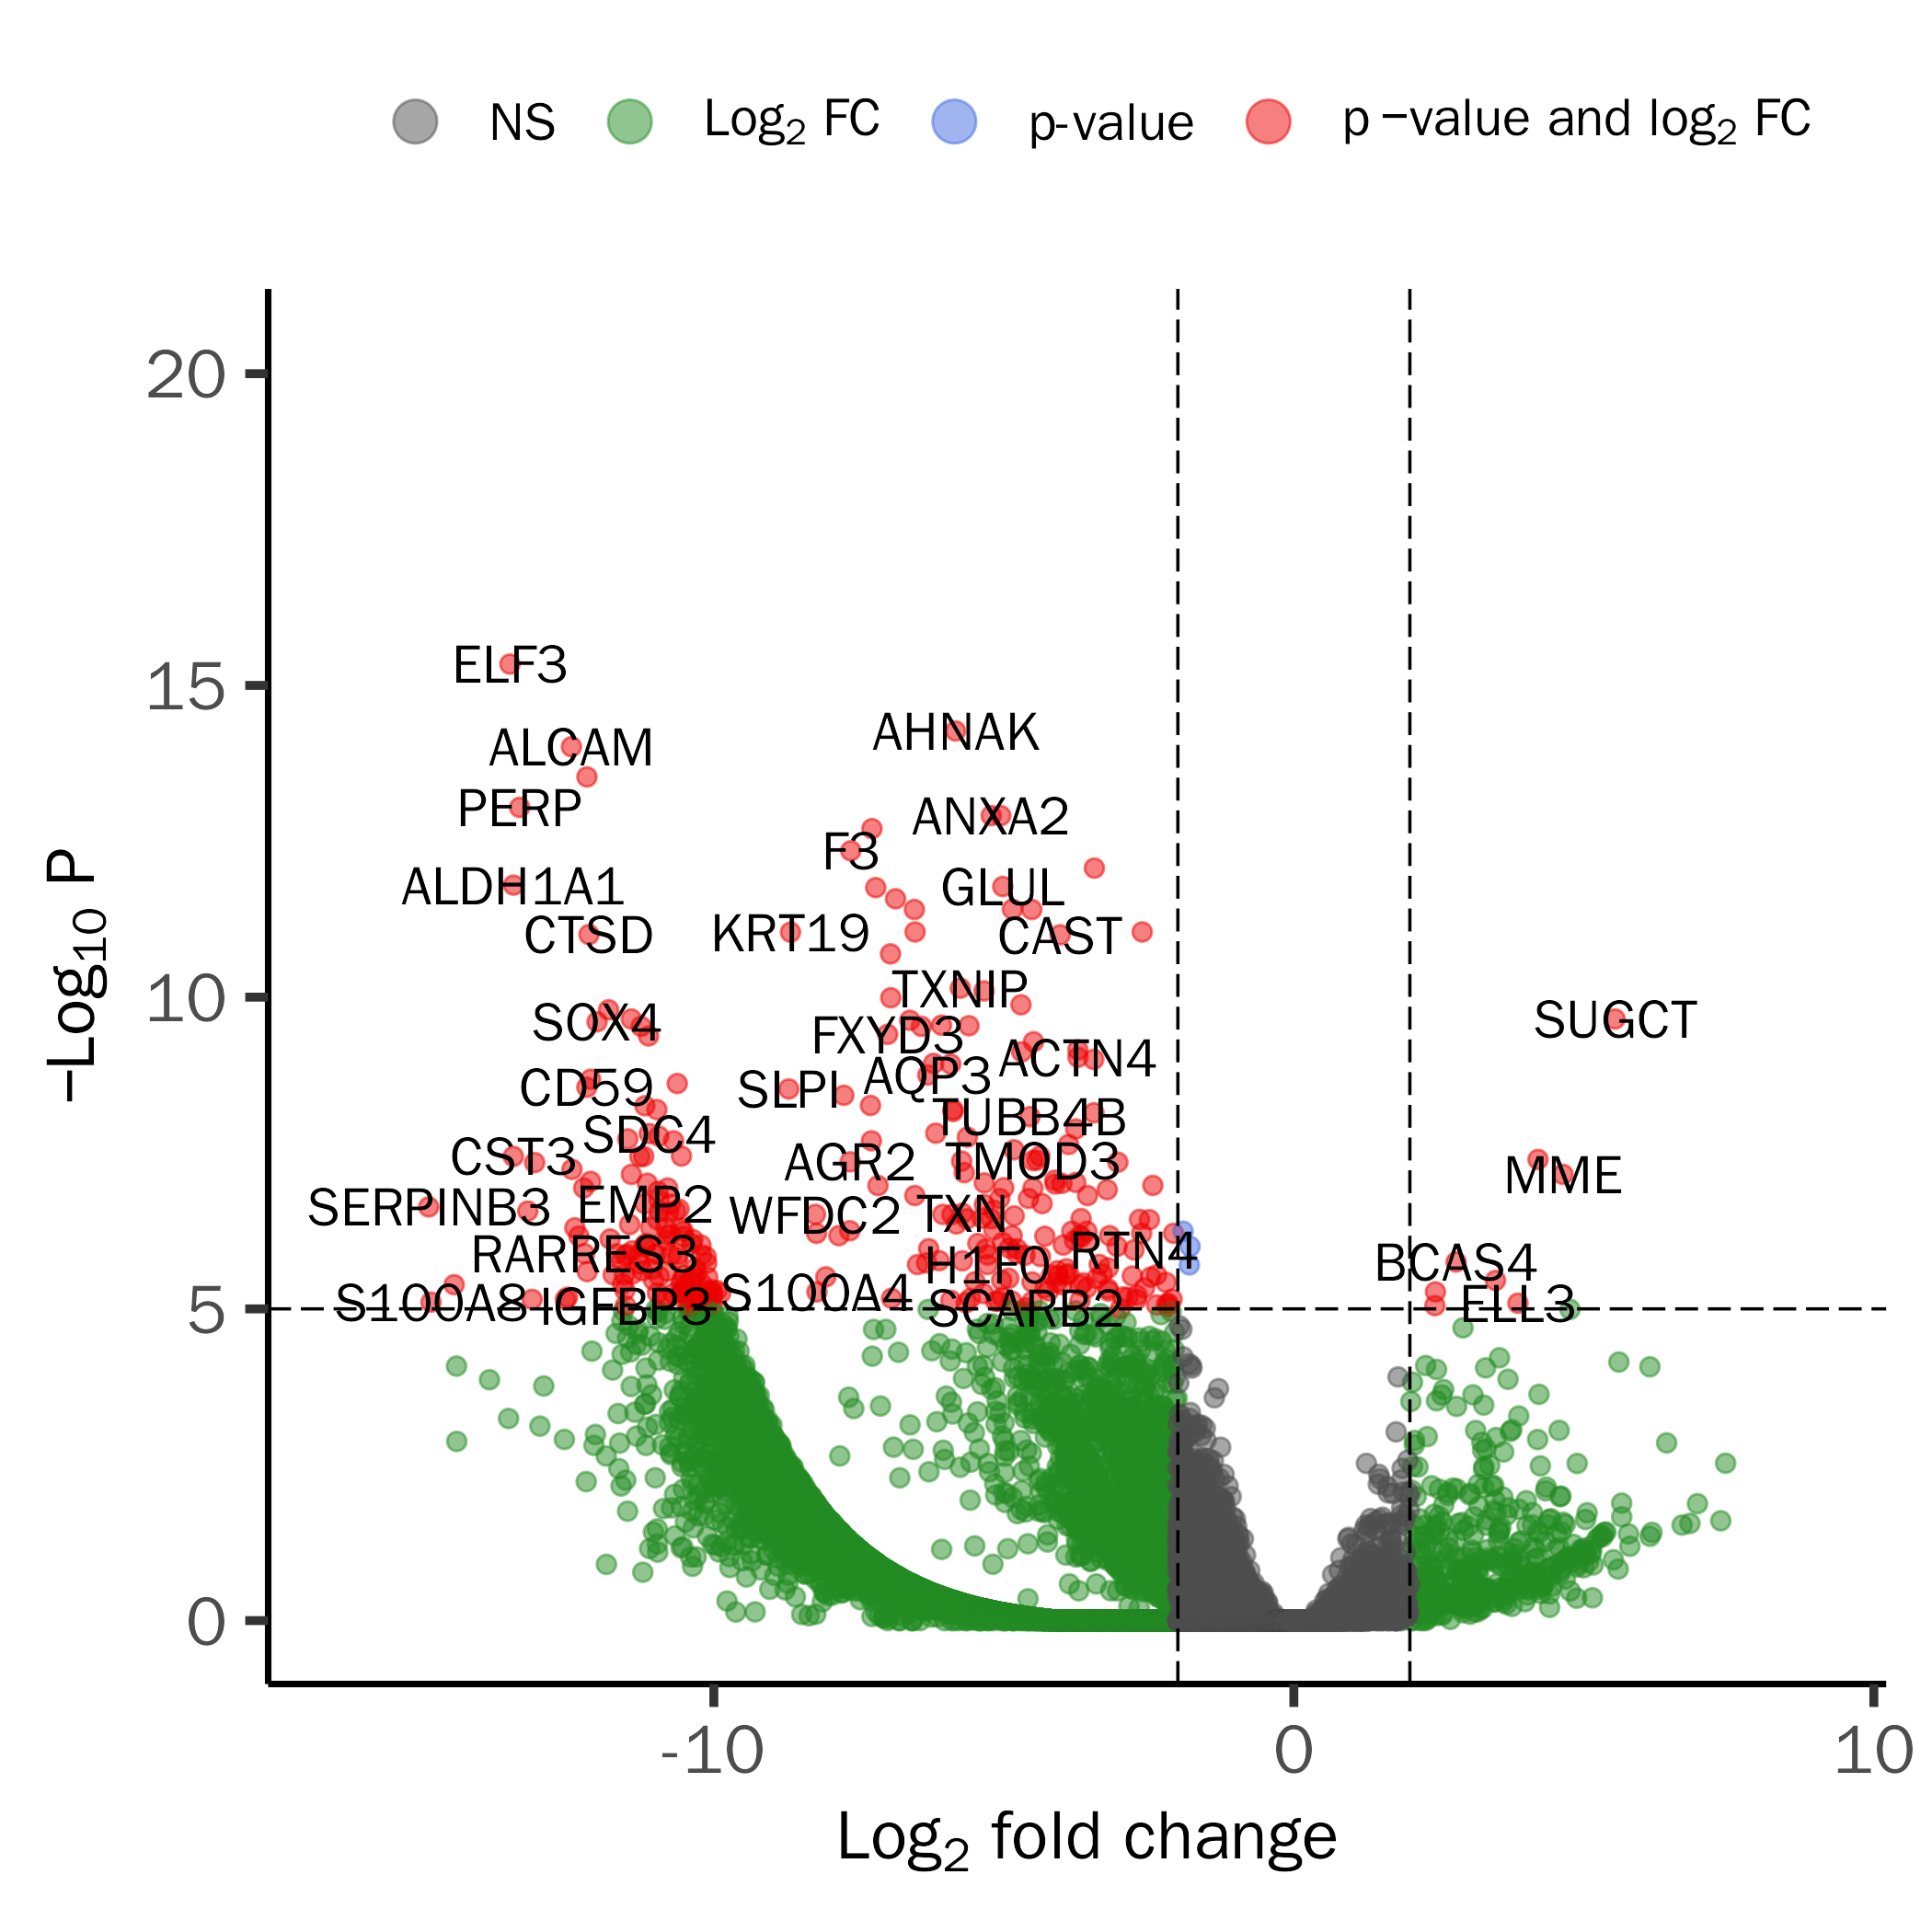 NS Log2 FC p-value p −value and log2 FC
−Log10 P
20
15
10
5
0
ELF3
AHNAK
ALCAM
PERP
ANXA2
F3
ALDH1A1
GLUL
CTSD
KRT19
CAST
TXNIP
SOX4
SUGCT
FXYD3
ACTN4
AQP3
CD59
SLPI
TUBB4B
SDC4
CST3
AGR2
TMOD3
MME
SERPINB3
EMP2
WFDC2
TXN
RARRES3
RTN4
H1F0
BCAS4
S100A8
IGFBP3
S100A4
SCARB2
ELL3
-10 0 10
Log2 fold change